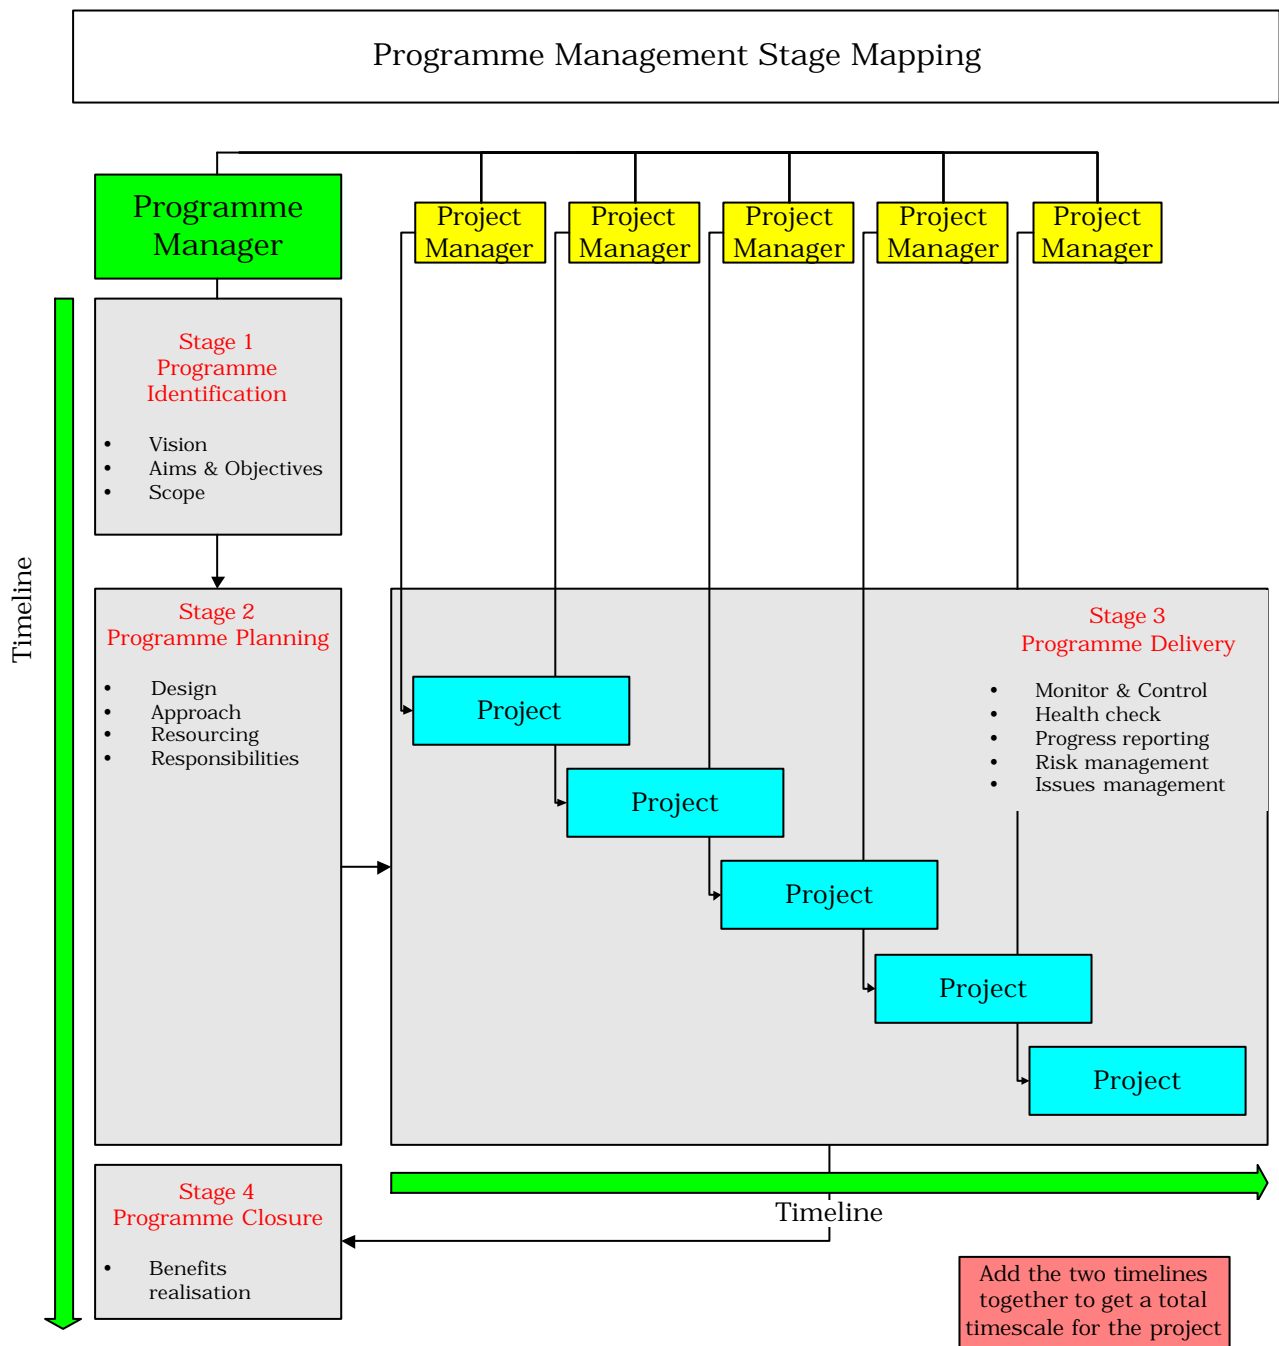 Programme Management Stage Mapping
Programme
Manager
Project
Manager
Project
Manager
Project
Manager
Project
Manager
Project
Manager
Timeline
Stage 1
Programme
Identification
• Vision
• Aims & Objectives
• Scope
Stage 2
Programme Planning
• Design
• Approach
• Resourcing
• Responsibilities
Stage 3
Programme Delivery
• Monitor & Control
• Health check
• Progress reporting
• Risk management
• Issues management
Project
Project
Project
Project
Project
Stage 4
Programme Closure
• Benefits
realisation
Timeline
Add the two timelines
together to get a total
timescale for the project